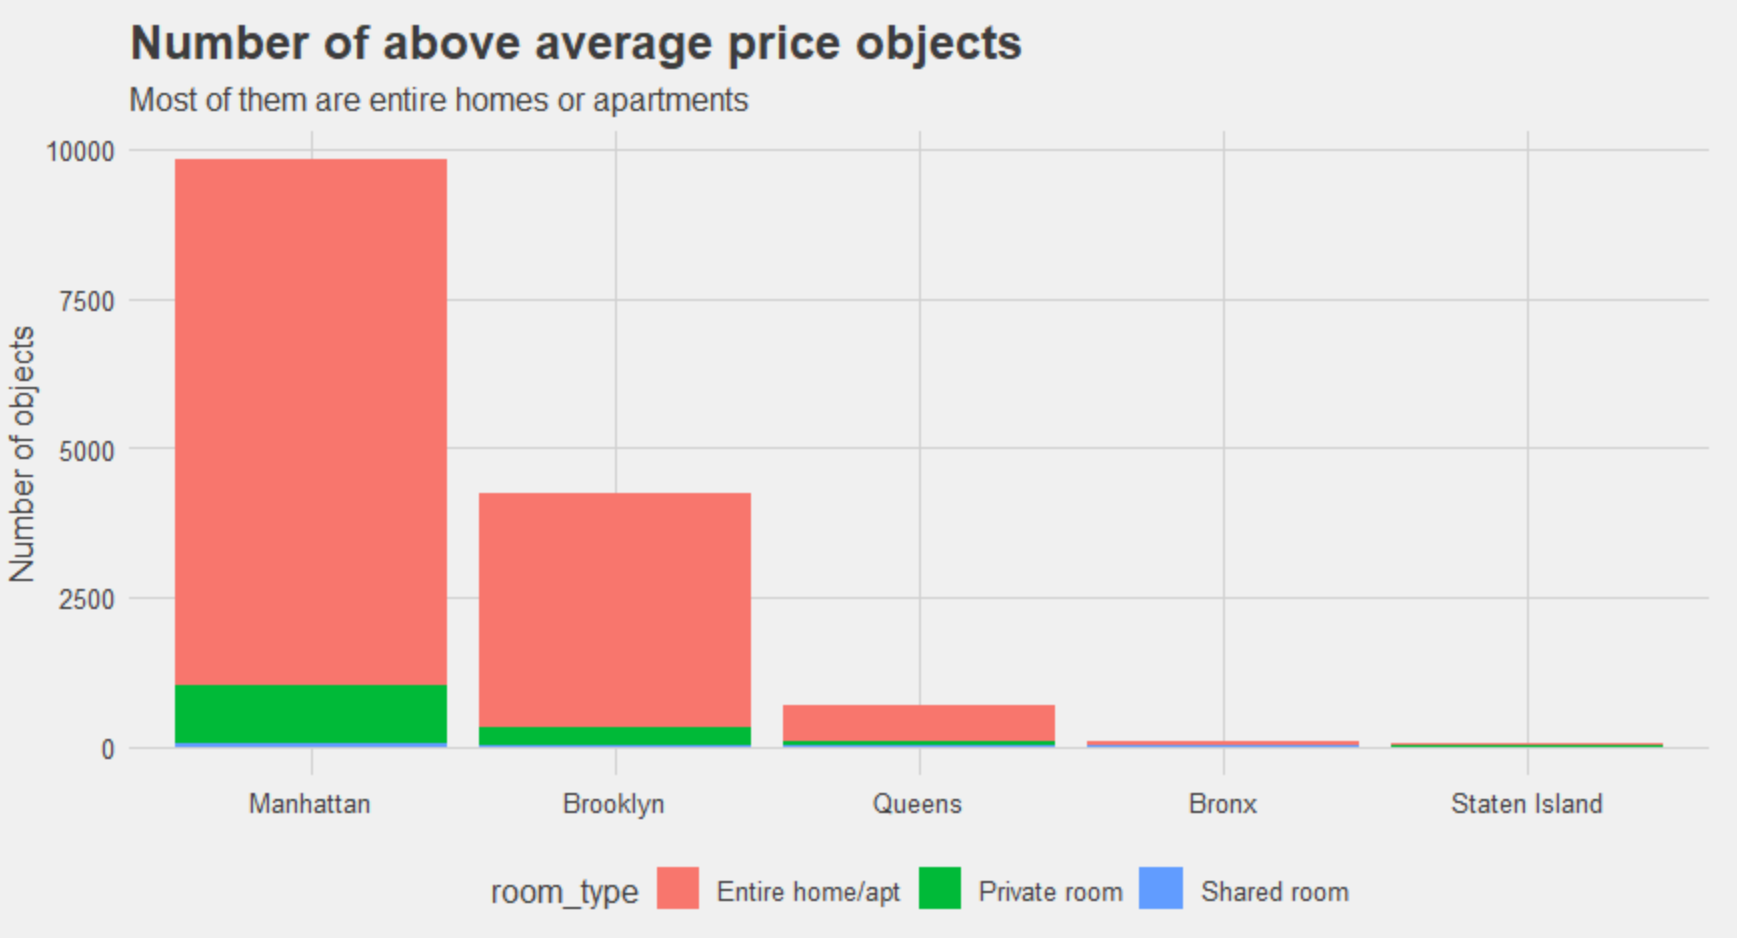 Number of above average price objects
Most of them are entire homes or apartments
Number of objects
10000
7500
5000
2500
0
Manhattan Brooklyn Queens Bronx Staten Island
room_type Entire home/apt Private room Shared room